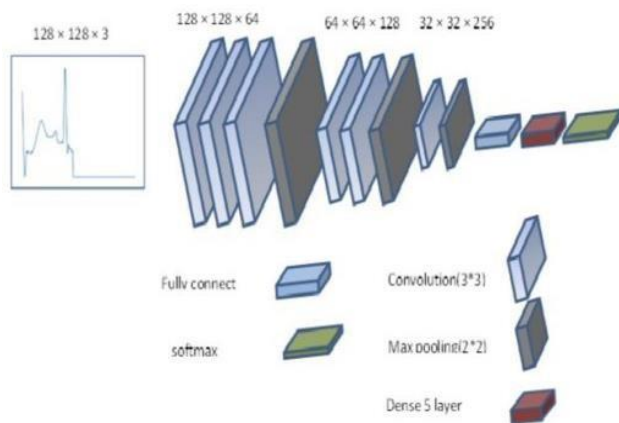 128 × 128 × 3
128 × 128 × 64
64 × 64 × 128
32 × 32 × 256
Fully connect
Convolution(3*3)
softmax
Max pooling(2*2)
Dense 5 layer